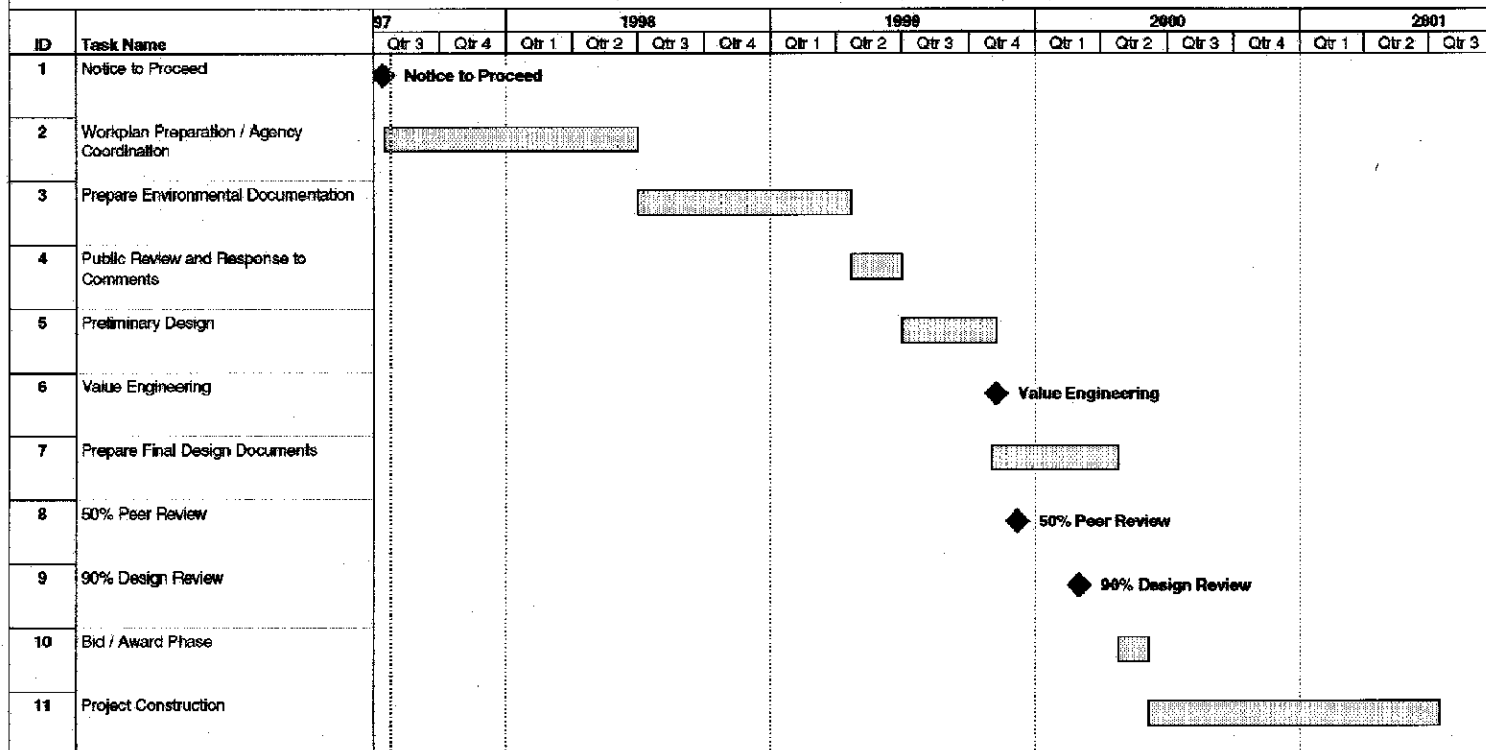 97 1998 1999 2000 2001
ID Task Name Qtr 3 Qtr 4 Qtr 1 Qtr 2 Qtr 3 Qtr 4 Qtr 1 Qtr 2 Qtr 3 Qtr 4 Qtr 1 Qtr 2 Qtr 3 Qtr 4 Qtr 1 Qtr 2 Qtr 3
1 Notice to Proceed Notice to Proceed
2 Workplan Preparation / Agency
Coordination
3 Prepare Environmental Documentation
4 Public Review and Response to
Comments
5 Preliminary Design
6 Value Engineering Value Engineering
7 Prepare Final Design Documents
8 50% Peer Review 50% Peer Review
9 90% Design Review 90% Design Review
10 Bid / Award Phase
11 Project Construction